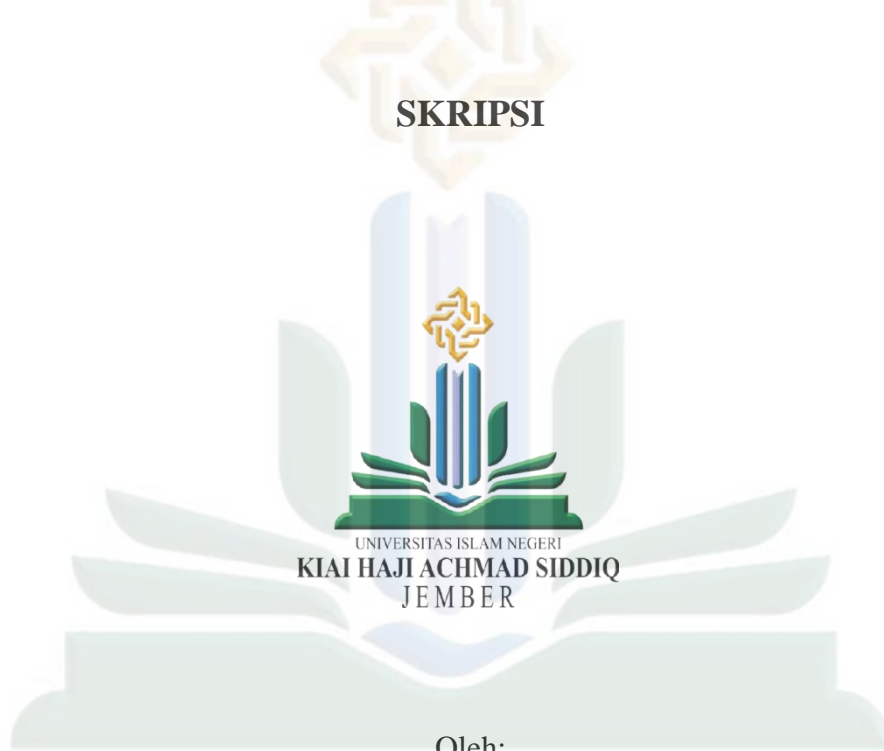 SKRIPSI
UNIVERSITAS ISLAM NEGERI
KIAI HAJI ACHMAD SIDDIQ
JEMBER
Oleh: